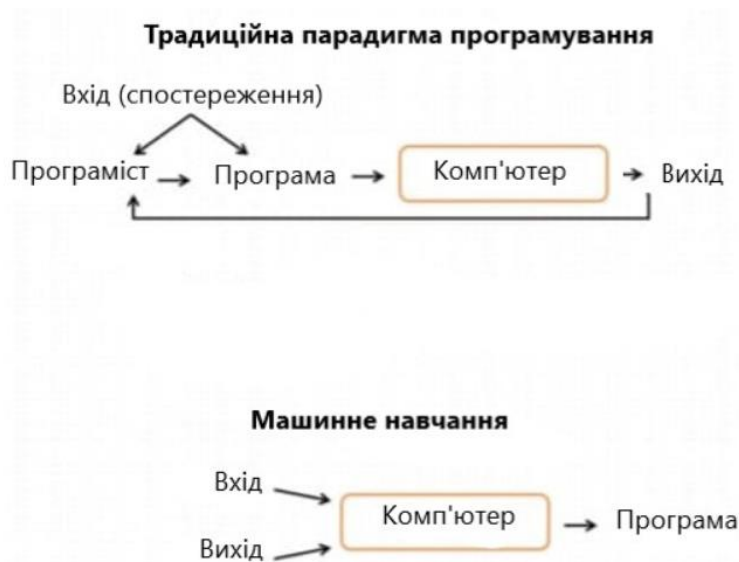 Традиційна парадигма програмування
Вхід (спостереження)
Програміст Програма Комп'ютер Вихід
Машинне навчання
Вхід
Комп'ютер Програма
Вихід